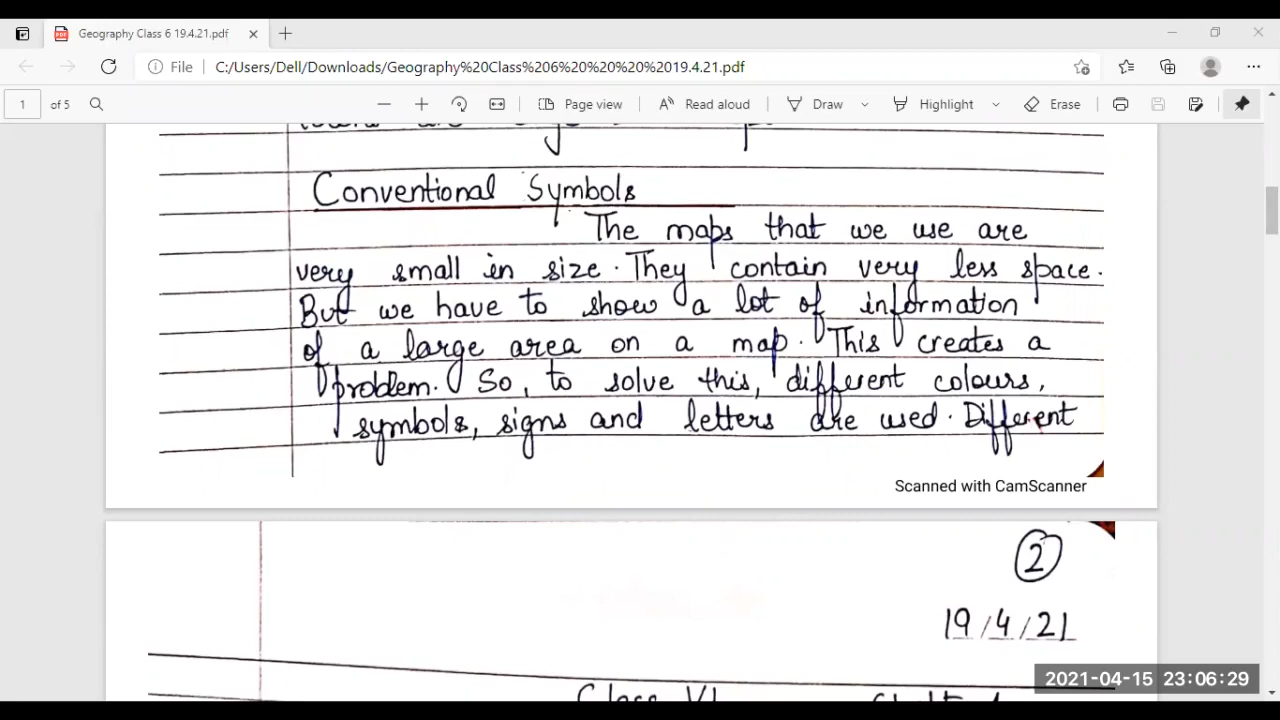 Geography Class 6 19.4.21.pdf
File C:/Users/Dell/Downloads/Geography%20Class%206%20%20%20%2019.4.21.pdf
1 of 5 Page view Read aloud Draw Highlight Erase
Conventional Symbols
The maps that we use are
very small in size. They contain very less space.
But we have to show a lot of information
of a large area on a map. This creates a
problem. So, to solve this, different colours,
symbols, signs and letters are used. Different
Scanned with CamScanner
2
19/4/21
2021-04-15 23:06:29
Class VI